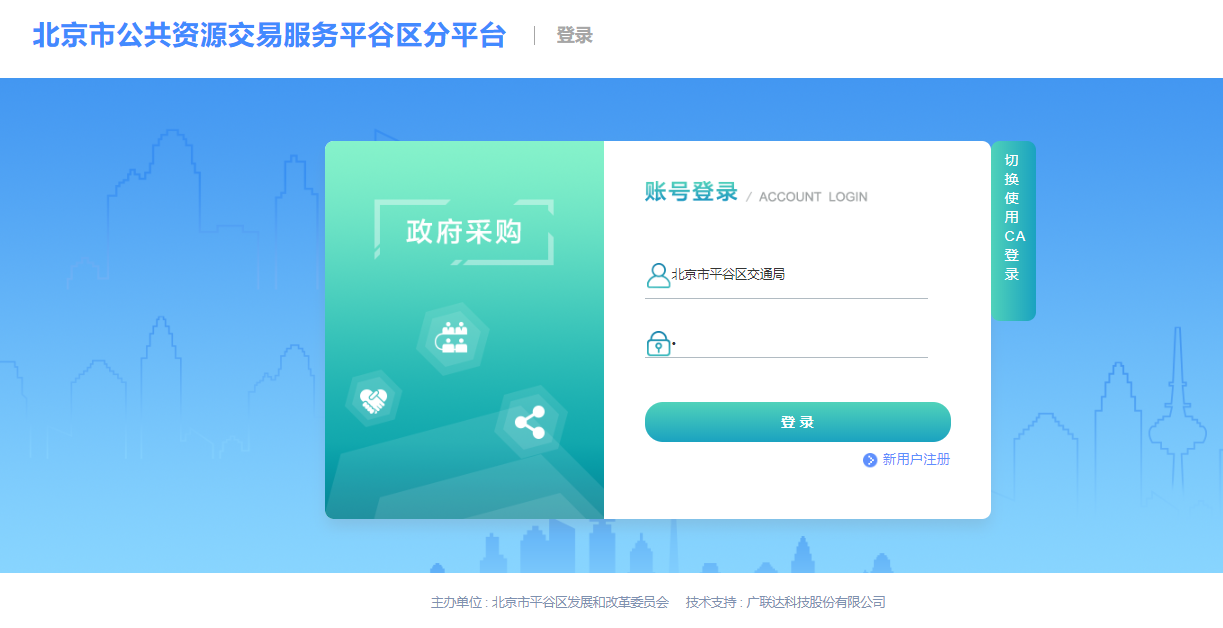 北京市公共资源交易服务平谷区分平台 | 登录
政府采购
账号登录 / ACCOUNT LOGIN
北京市平谷区交通局
•
登录
新用户注册
切换使用CA登录
主办单位 : 北京市平谷区发展和改革委员会 技术支持 : 广联达科技股份有限公司